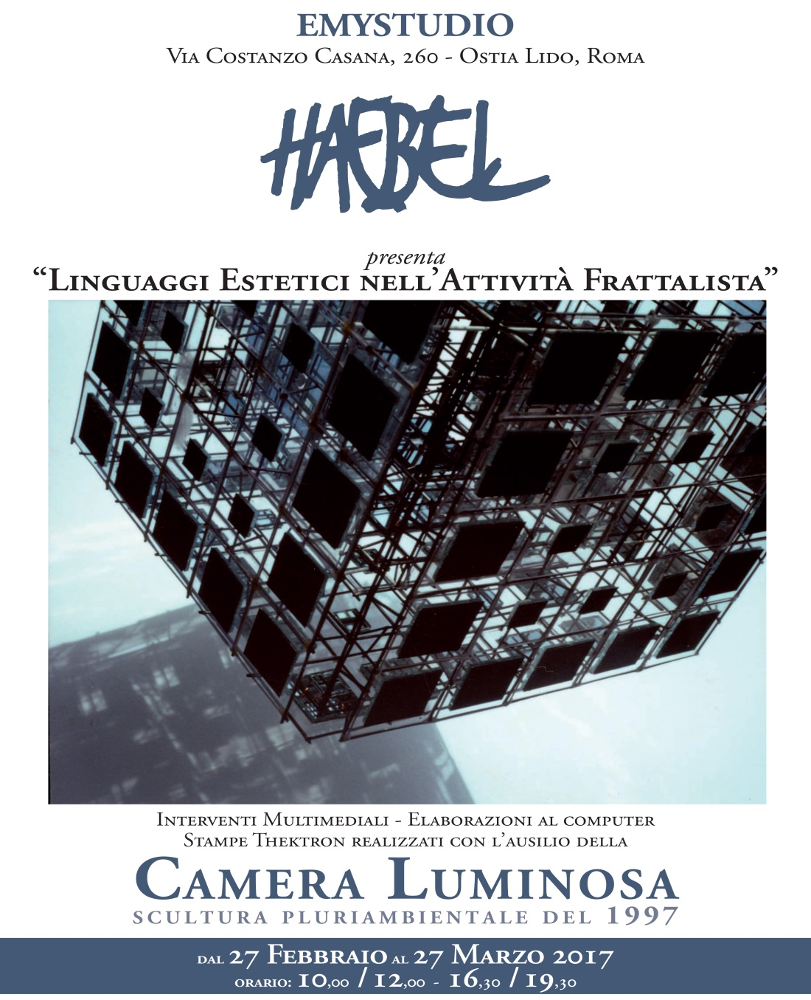 EMYSTUDIO
Via Costanzo Casana, 260 - Ostia Lido, Roma
HAEBEL
presenta
“Linguaggi Estetici nell’Attività Frattalista”
Interventi Multimediali - Elaborazioni al computer
Stampe Thektron realizzati con l’ausilio della
Camera Luminosa
scultura pluriambientale del 1997
dal 27 Febbraio al 27 Marzo 2017
orario: 10,00 / 12,00 - 16,30 / 19,30